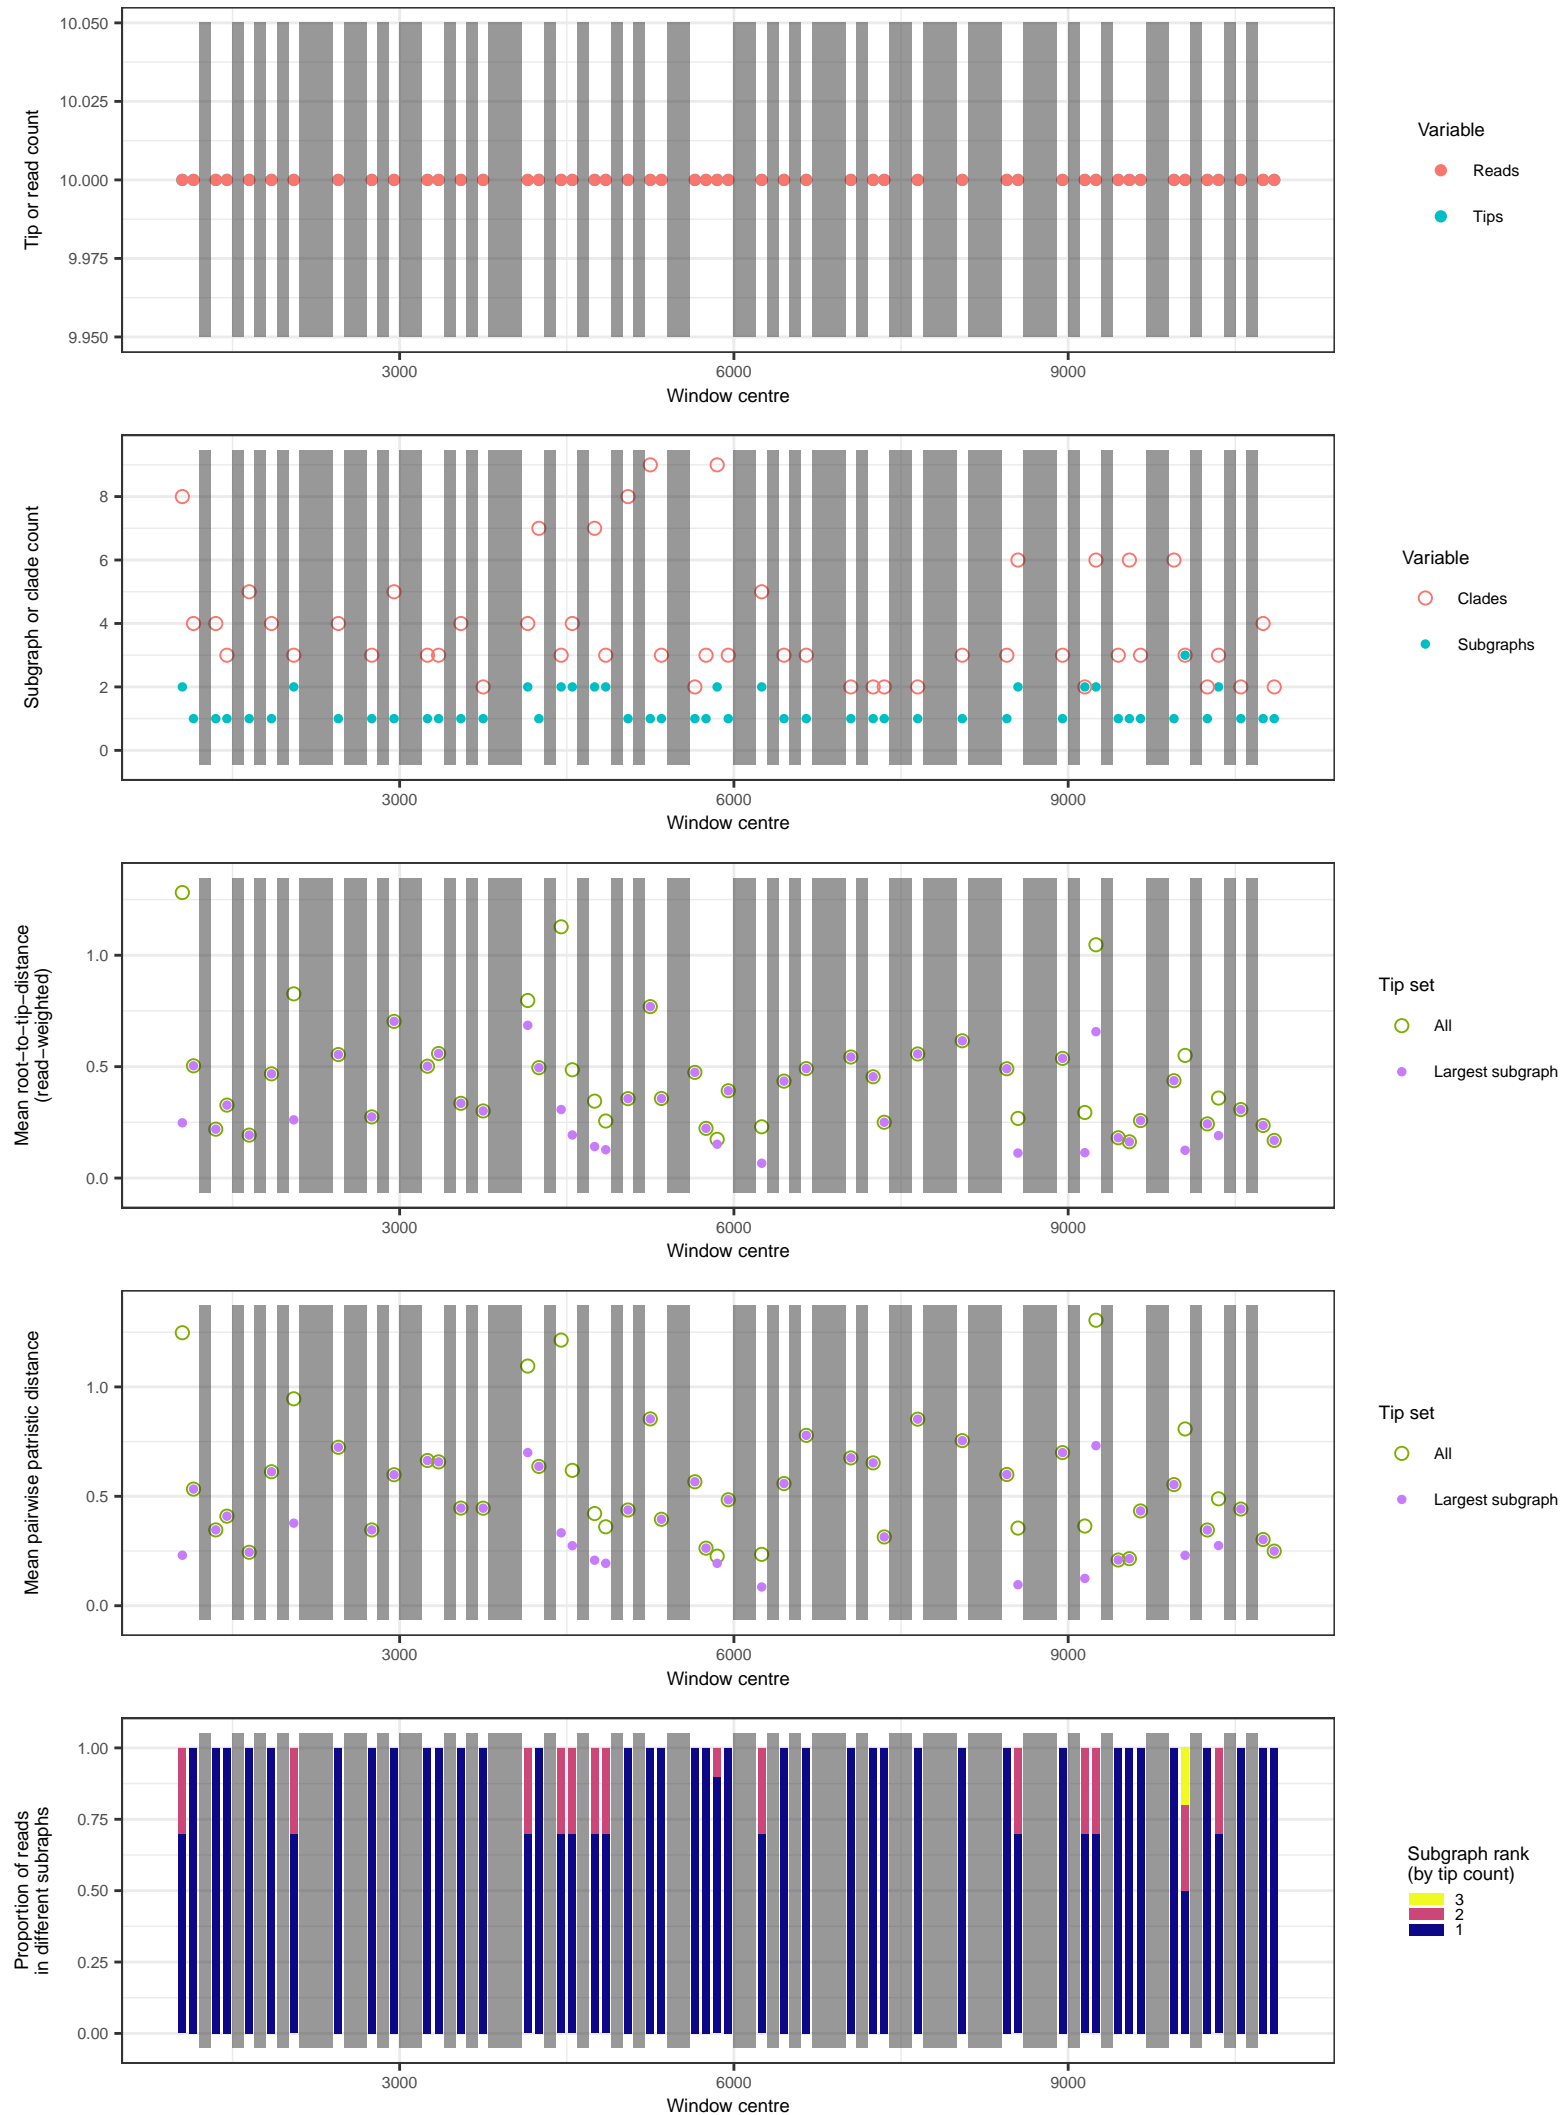 10.050
10.025
10.000
9.975
9.950
Tip or read count
3000
6000
9000
Window centre
Variable
Reads
Tips
8
6
4
2
0
Subgraph or clade count
3000
6000
9000
Window centre
Variable
Clades
Subgraphs
1.0
0.5
0.0
Mean root−to−tip−distance
(read−weighted)
3000
6000
9000
Window centre
Tip set
All
Largest subgraph
1.0
0.5
0.0
Mean pairwise patristic distance
3000
6000
9000
Window centre
Tip set
All
Largest subgraph
1.00
0.75
0.50
0.25
0.00
Proportion of reads
in different subraphs
3000
6000
9000
Window centre
Subgraph rank
(by tip count)
3
2
1